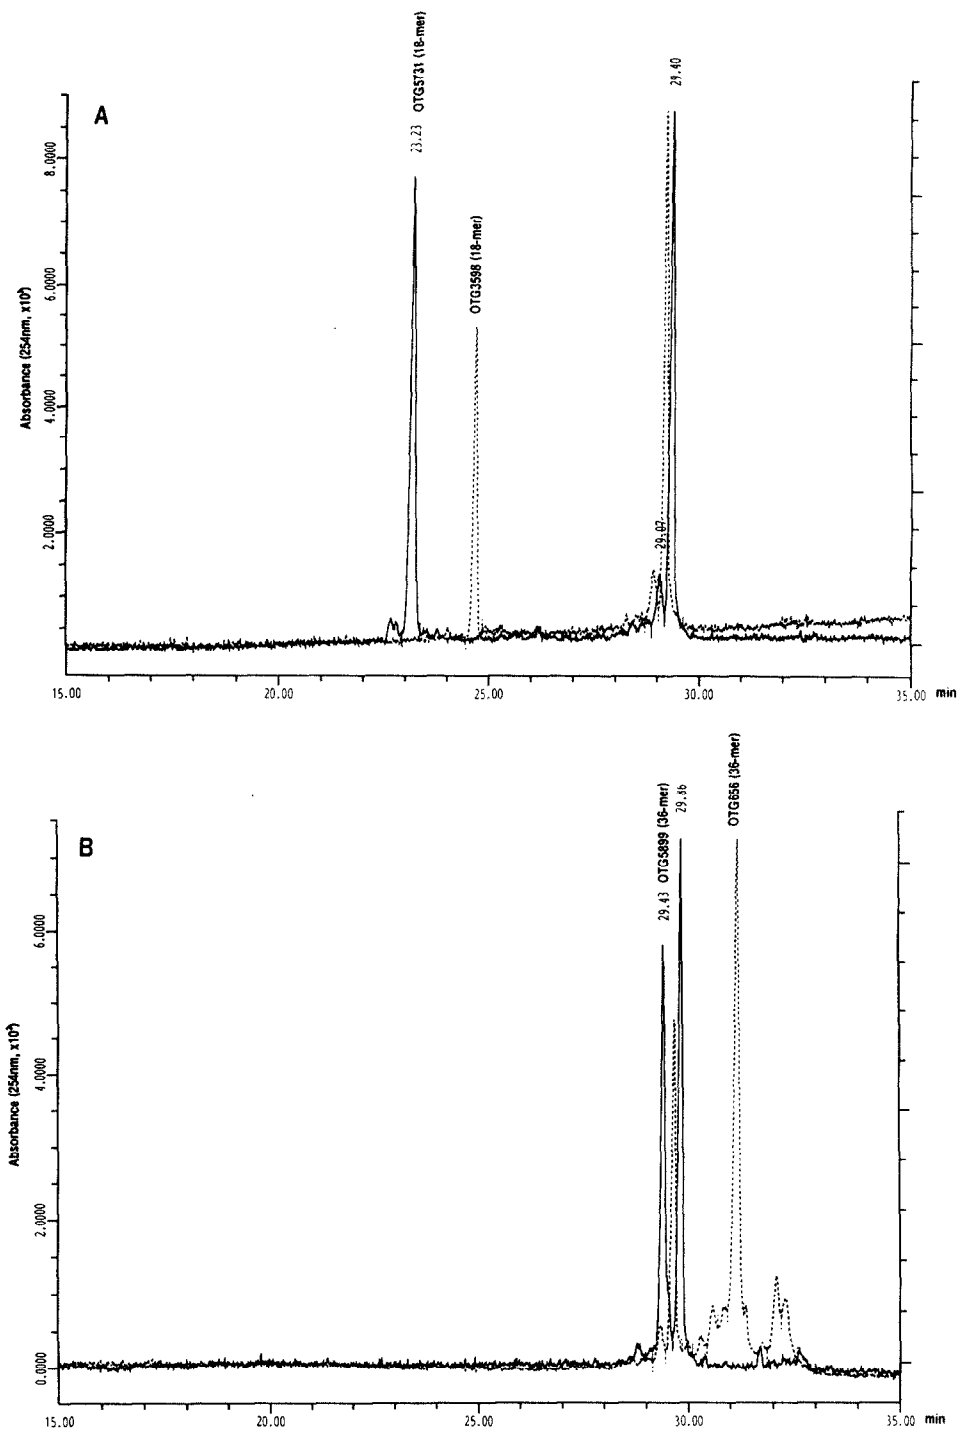 A
23.23 OTG5731 (18-mer)
OTG3598 (18-mer)
29.07
29.40
Absorbance (254nm, x10³)
8.0000
6.0000
4.0000
2.0000
15.00 20.00 25.00 30.00 35.00 min
B
29.43 OTG5899 (36-mer)
29.86
OTG656 (36-mer)
Absorbance (254nm, x10³)
6.0000
4.0000
2.0000
0.0000
15.00 20.00 25.00 30.00 35.00 min